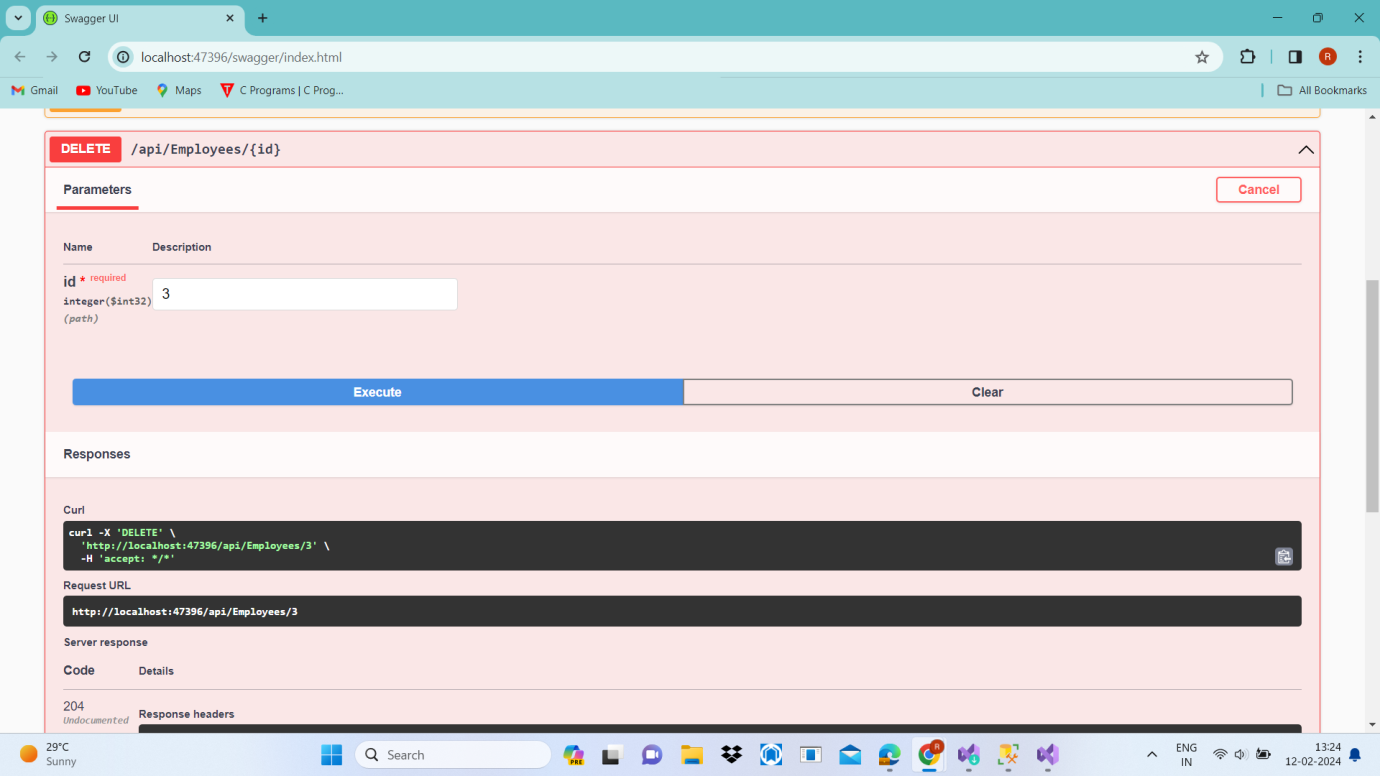 Swagger UI
localhost:47396/swagger/index.html
R
Gmail
YouTube
Maps
C Programs | C Prog...
All Bookmarks
DELETE /api/Employees/{id}
Parameters
Cancel
Name Description
id * required
integer($int32)
(path)
3
Execute
Clear
Responses
Curl
curl -X 'DELETE' \
'http://localhost:47396/api/Employees/3' \
-H 'accept: */*'
Request URL
http://localhost:47396/api/Employees/3
Server response
Code Details
204
Undocumented
Response headers
29°C
Sunny
Search
PRE
R
ENG
IN
13:24
12-02-2024